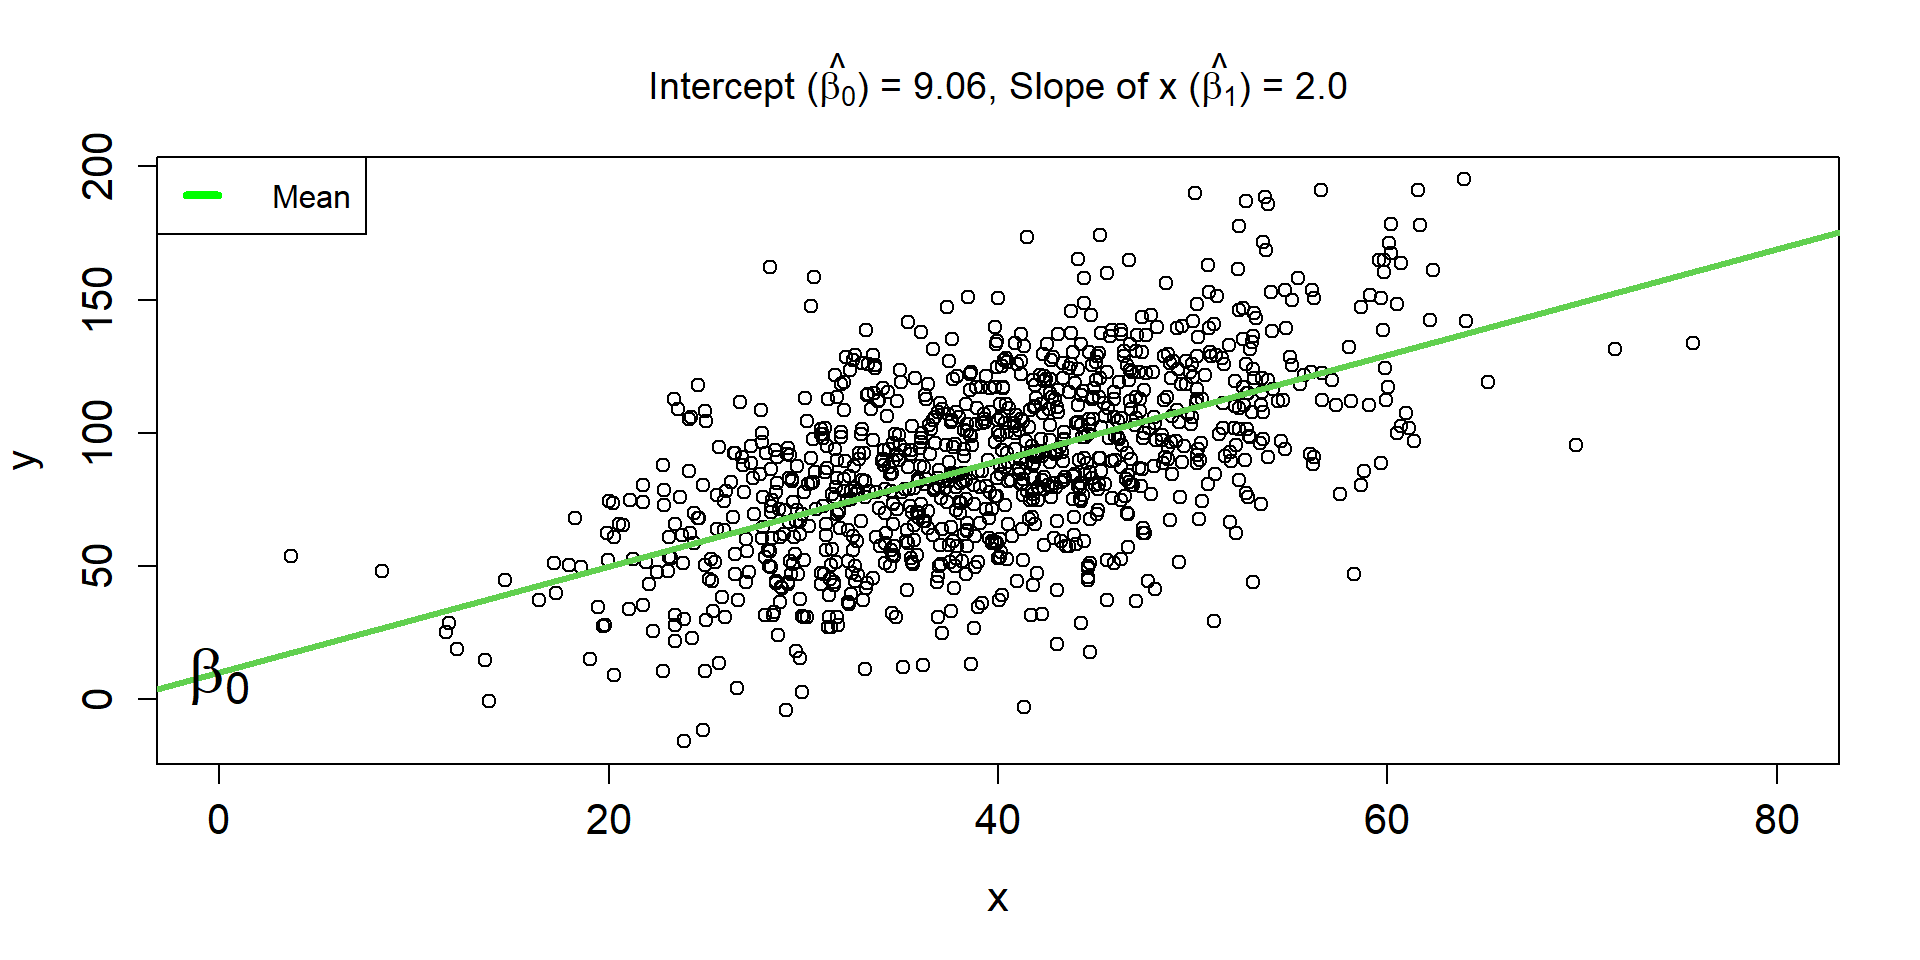 Intercept (β̂₀) = 9.06, Slope of x (β̂₁) = 2.0
Mean
y
200
150
100
50
0
β₀
0 20 40 60 80
x